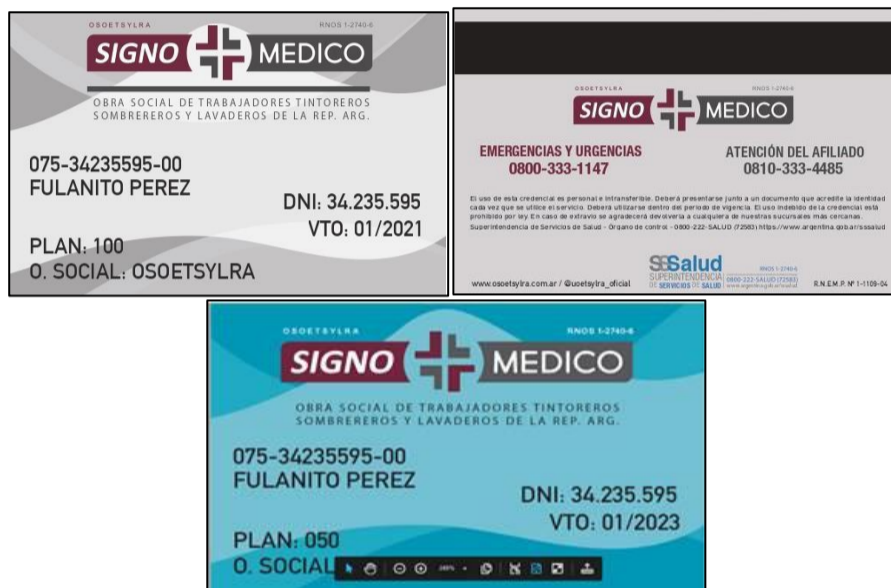 OSOETSYLRA RNOS 1-2740-6
SIGNO MEDICO
OBRA SOCIAL DE TRABAJADORES TINTOREROS
SOMBREREROS Y LAVADEROS DE LA REP. ARG.
075-34235595-00
FULANITO PEREZ
DNI: 34.235.595
VTO: 01/2021
PLAN: 100
O. SOCIAL: OSOETSYLRA
OSOETSYLRA RNOS 1-2740-6
SIGNO MEDICO
EMERGENCIAS Y URGENCIAS
0800-333-1147
ATENCIÓN DEL AFILIADO
0810-333-4485
El uso de esta credencial es personal e intransferible. Deberá presentarse junto a un documento que acredite la identidad
cada vez que se utilice el servicio. Deberá utilizarse dentro del período de vigencia. El uso indebido de la credencial está
prohibido por ley. En caso de extravío se agradecerá devolverla a cualquiera de nuestras sucursales más cercanas.
Superintendencia de Servicios de Salud - Órgano de control - 0800-222-SALUD (72583) https://www.argentina.gob.ar/sssalud
www.osoetsylra.com.ar / @uoetsylra_oficial
SSSalud
SUPERINTENDENCIA
DE SERVICIOS DE SALUD
RNOS 1-2740-6
0800-222-SALUD (72583)
R.N.E.M.P. Nº 1-1109-04
OSOETSYLRA RNOS 1-2740-6
SIGNO MEDICO
OBRA SOCIAL DE TRABAJADORES TINTOREROS
SOMBREREROS Y LAVADEROS DE LA REP. ARG.
075-34235595-00
FULANITO PEREZ
DNI: 34.235.595
VTO: 01/2023
PLAN: 050
O. SOCIAL